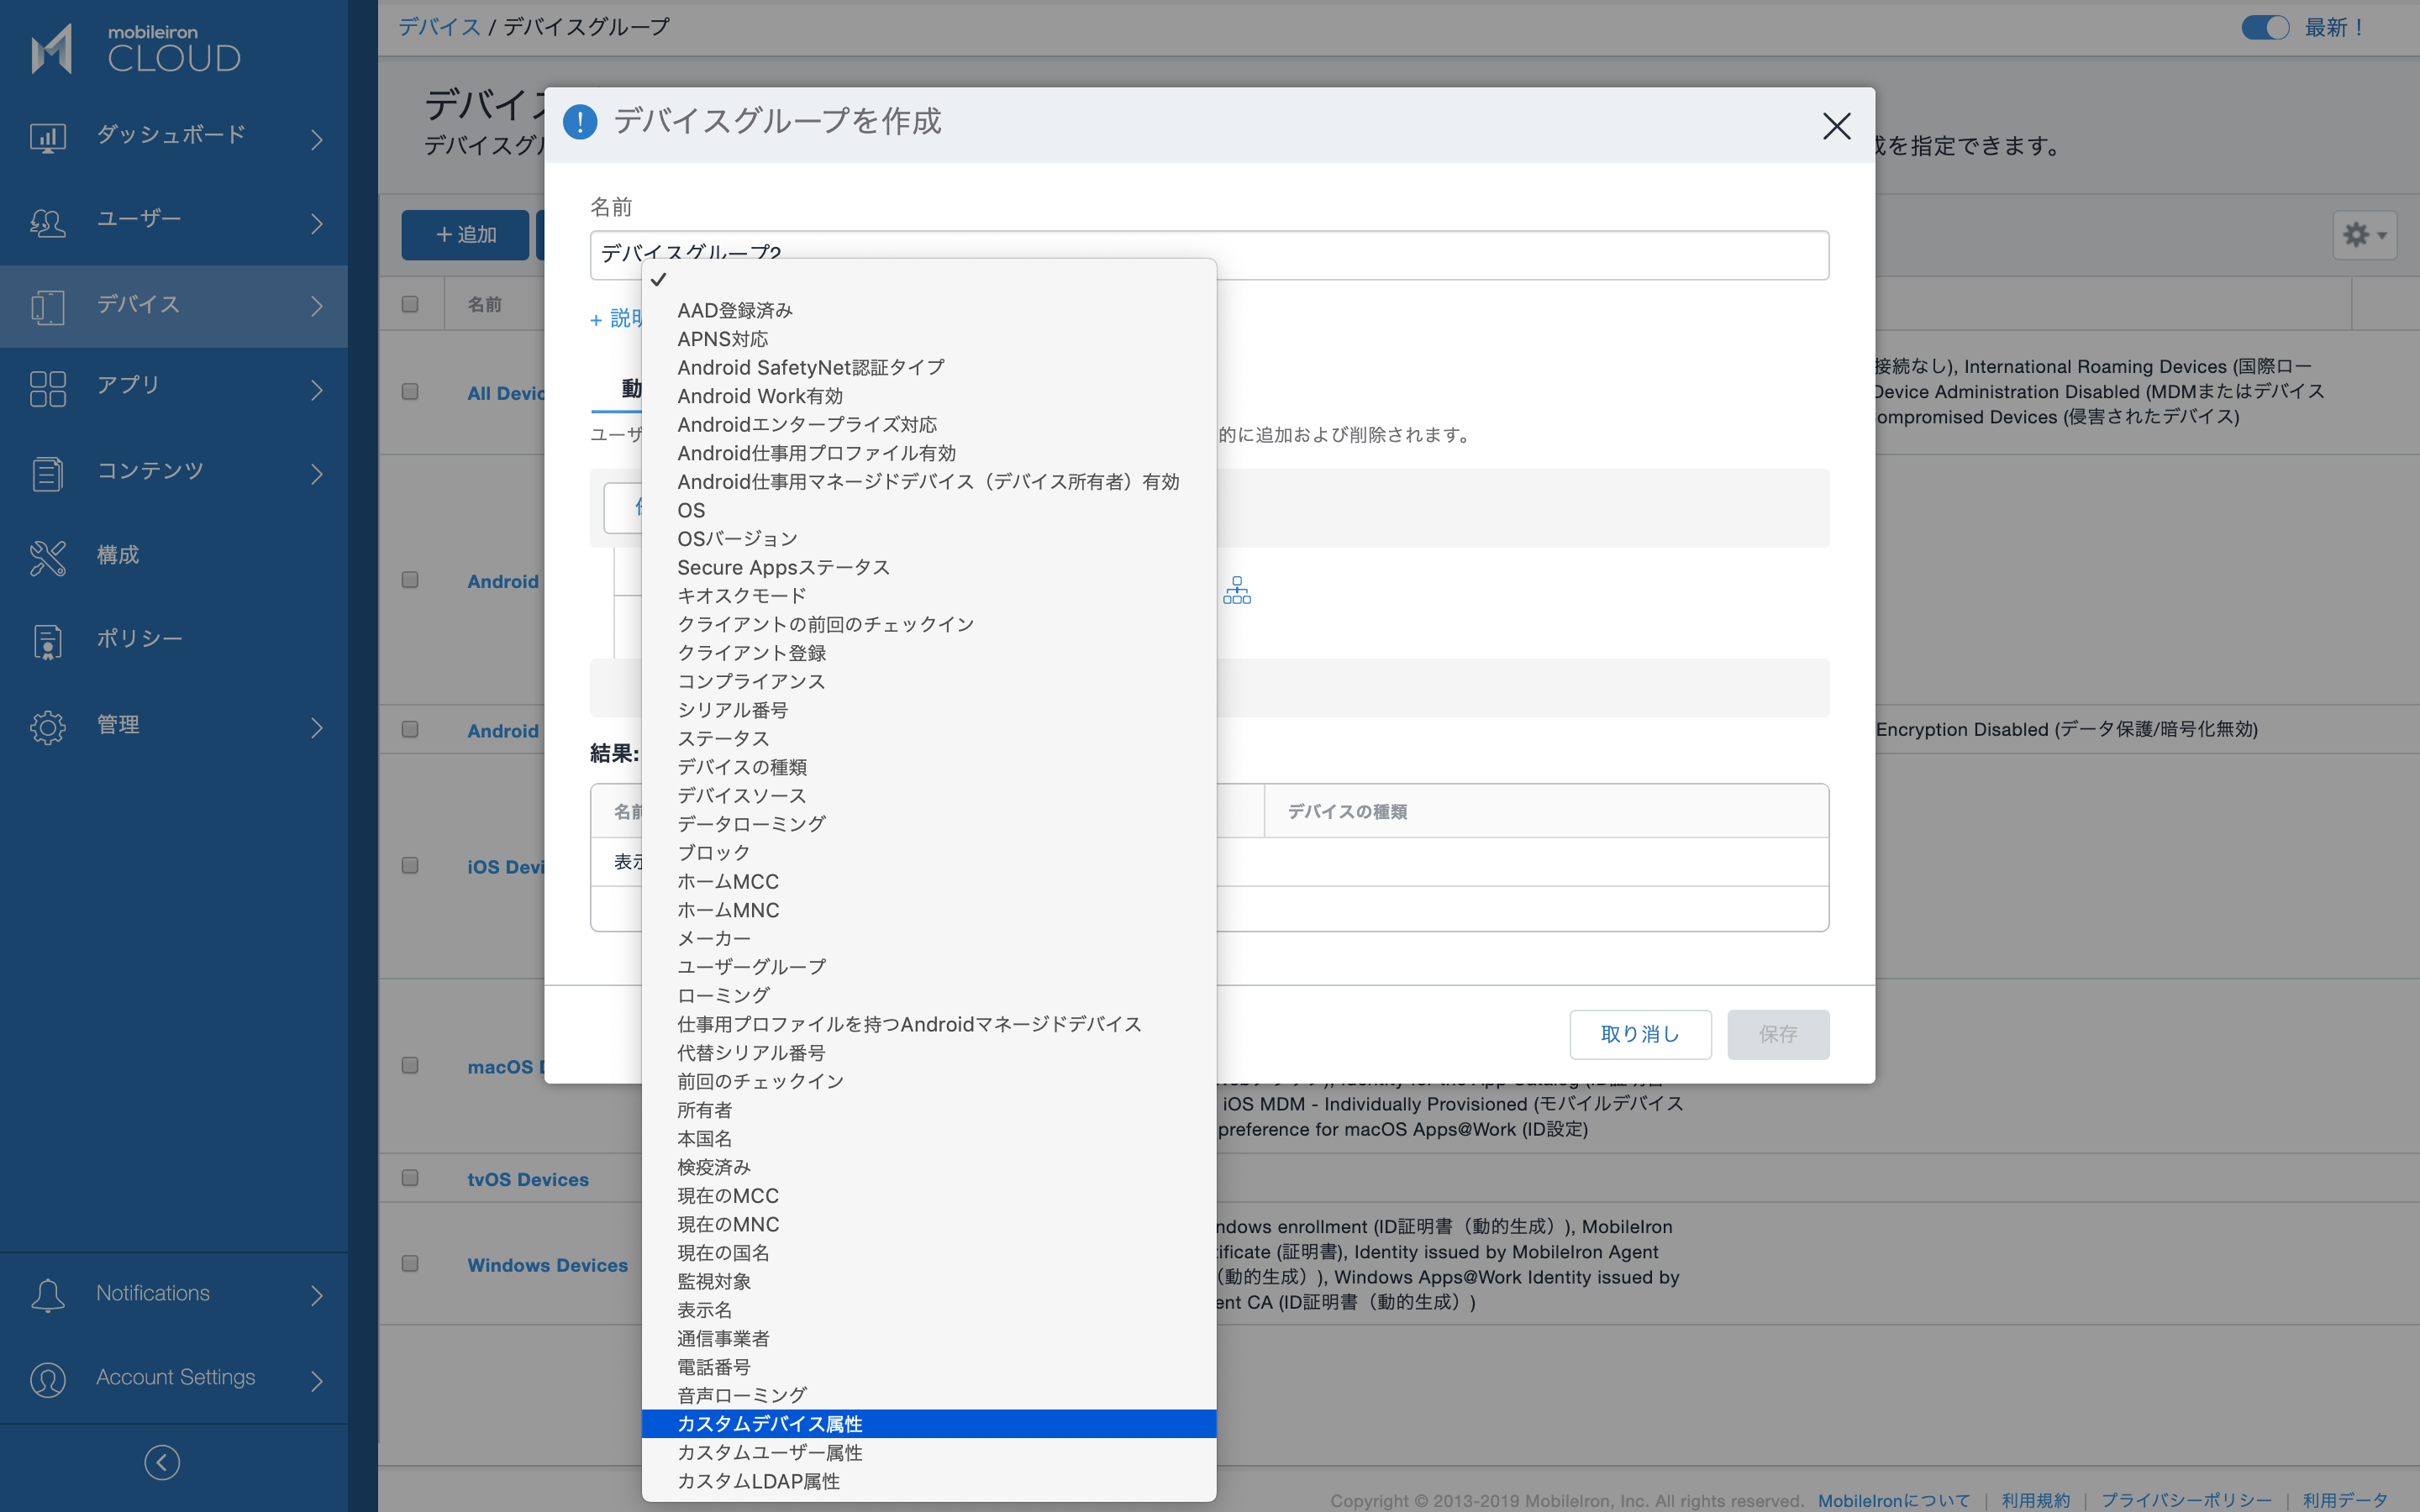 mobileiron
CLOUD
ダッシュボード
ユーザー
デバイス
アプリ
コンテンツ
構成
ポリシー
管理
Notifications
Account Settings
デバイス / デバイスグループ
最新！
デバイス
デバイスグル
成を指定できます。
+ 追加
名前
All Devic
接続なし), International Roaming Devices (国際ロー
Device Administration Disabled (MDMまたはデバイス
ompromised Devices (侵害されたデバイス)
Android
Android
Encryption Disabled (データ保護/暗号化無効)
iOS Devi
macOS D
iOS MDM - Individually Provisioned (モバイルデバイス
preference for macOS Apps@Work (ID設定)
tvOS Devices
Windows Devices
ndows enrollment (ID証明書（動的生成）), MobileIron
tificate (証明書), Identity issued by MobileIron Agent
（動的生成）), Windows Apps@Work Identity issued by
ent CA (ID証明書（動的生成）)
デバイスグループを作成
名前
デバイスグループ2
+ 説明
動
ユーザ
的に追加および削除されます。
結果:
名前
デバイスの種類
表示
取り消し
保存
✓
AAD登録済み
APNS対応
Android SafetyNet認証タイプ
Android Work有効
Androidエンタープライズ対応
Android仕事用プロファイル有効
Android仕事用マネージドデバイス（デバイス所有者）有効
OS
OSバージョン
Secure Appsステータス
キオスクモード
クライアントの前回のチェックイン
クライアント登録
コンプライアンス
シリアル番号
ステータス
デバイスの種類
デバイスソース
データローミング
ブロック
ホームMCC
ホームMNC
メーカー
ユーザーグループ
ローミング
仕事用プロファイルを持つAndroidマネージドデバイス
代替シリアル番号
前回のチェックイン
所有者
本国名
検疫済み
現在のMCC
現在のMNC
現在の国名
監視対象
表示名
通信事業者
電話番号
音声ローミング
カスタムデバイス属性
カスタムユーザー属性
カスタムLDAP属性
Copyright © 2013-2019 MobileIron, Inc. All rights reserved. MobileIronについて | 利用規約 | プライバシーポリシー | 利用データ